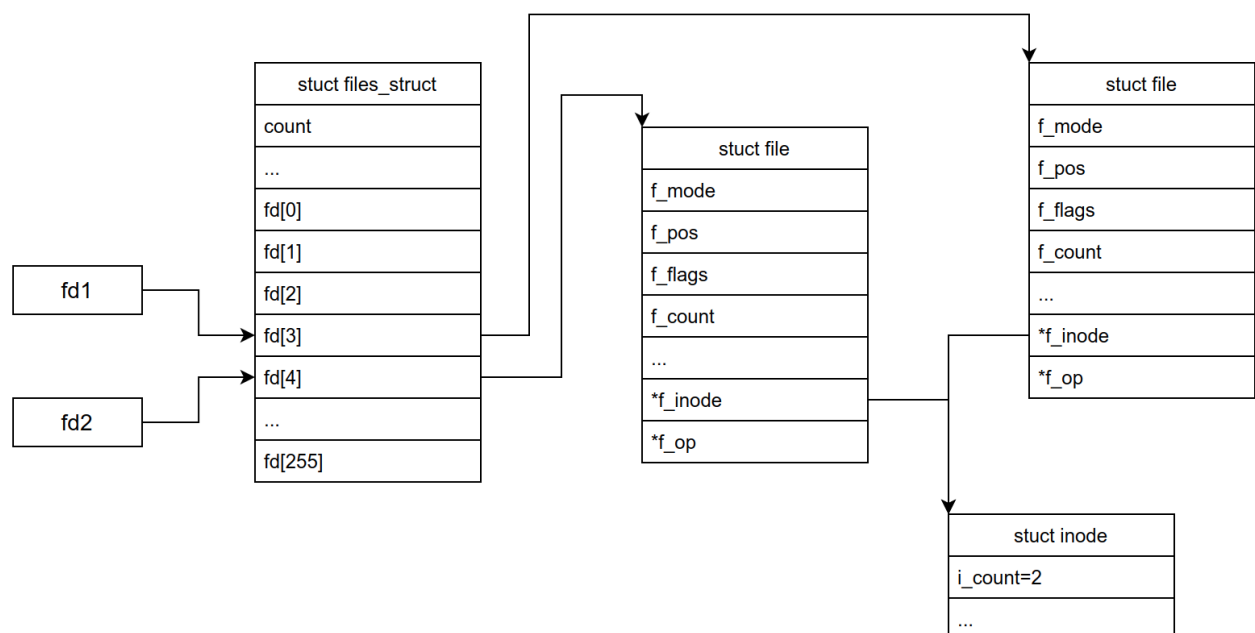 fd1
fd2
stuct files_struct
count
...
fd[0]
fd[1]
fd[2]
fd[3]
fd[4]
...
fd[255]
stuct file
f_mode
f_pos
f_flags
f_count
...
*f_inode
*f_op
stuct file
f_mode
f_pos
f_flags
f_count
...
*f_inode
*f_op
stuct inode
i_count=2
...